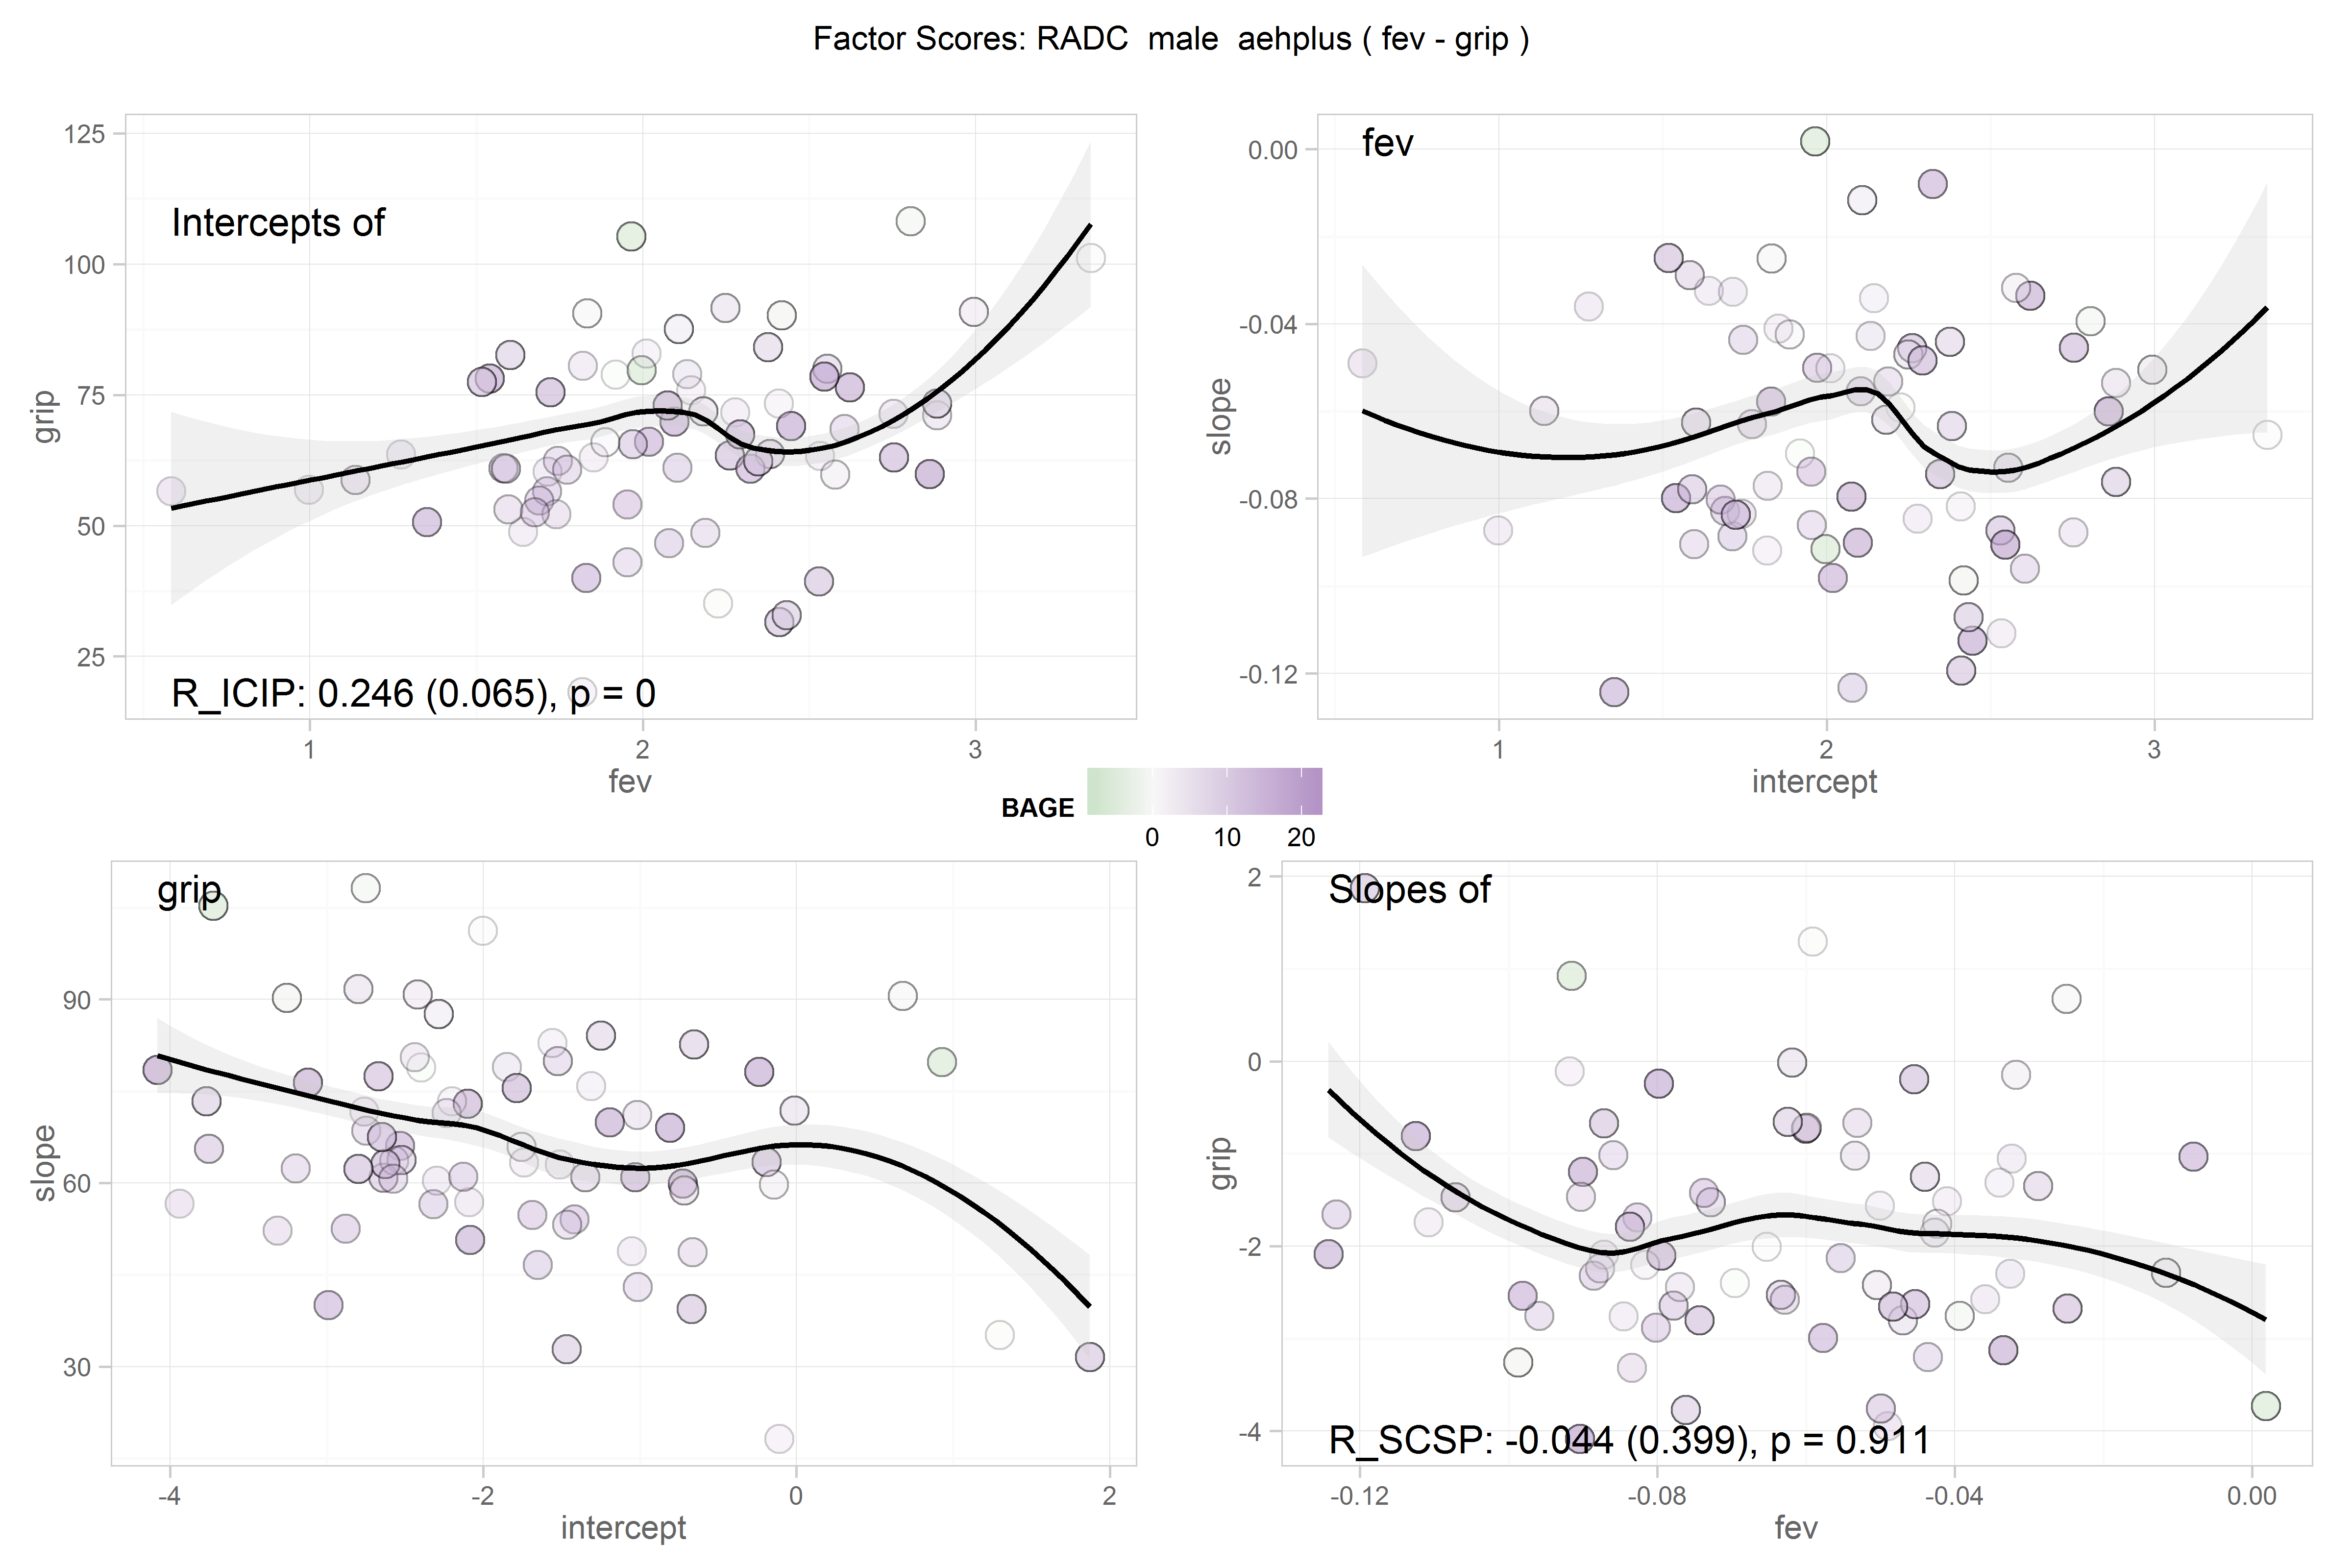 Factor Scores: RADC  male  aehplus ( fev - grip )
125
100
75
50
25
grip
Intercepts of
R_ICIP: 0.246 (0.065), p = 0
1
2
3
fev
0.00
-0.04
-0.08
-0.12
slope
fev
1
2
3
intercept
BAGE
0
10
20
90
60
30
slope
grip
-4
-2
0
2
intercept
2
0
-2
-4
grip
Slopes of
R_SCSP: -0.044 (0.399), p = 0.911
-0.12
-0.08
-0.04
0.00
fev